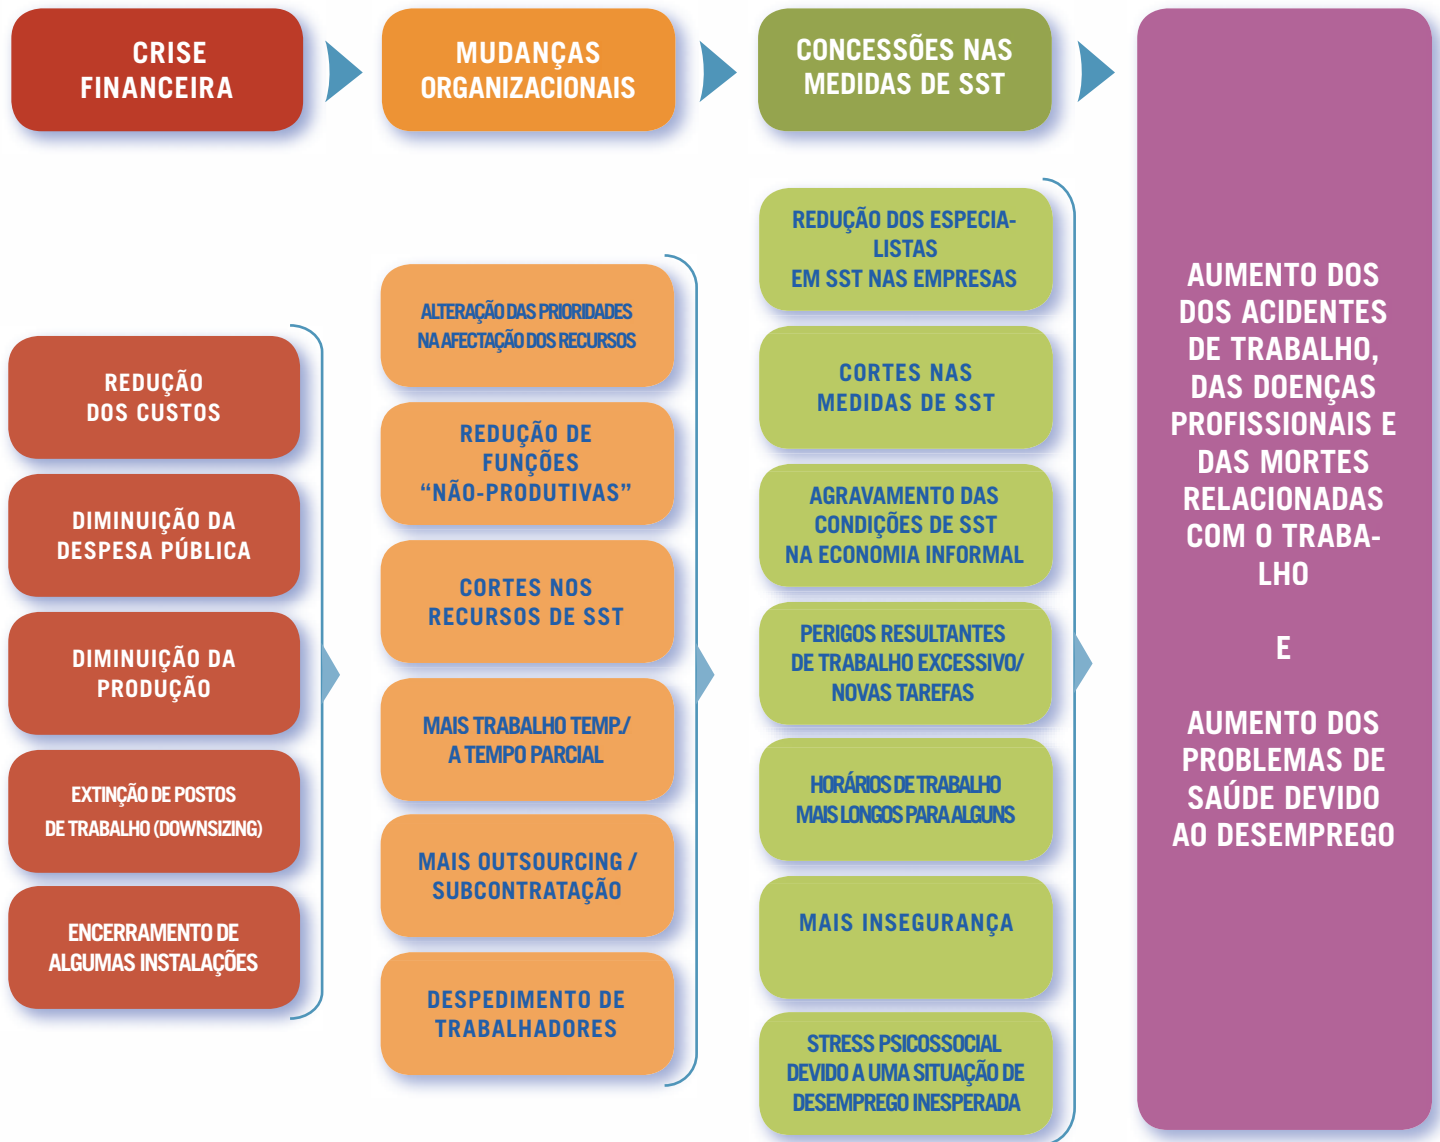 CRISE
FINANCEIRA
MUDANÇAS
ORGANIZACIONAIS
CONCESSÕES NAS
MEDIDAS DE SST
REDUÇÃO
DOS CUSTOS
DIMINUIÇÃO DA
DESPESA PÚBLICA
DIMINUIÇÃO DA
PRODUÇÃO
EXTINÇÃO DE POSTOS
DE TRABALHO (DOWNSIZING)
ENCERRAMENTO DE
ALGUMAS INSTALAÇÕES
ALTERAÇÃO DAS PRIORIDADES
NA AFECTAÇÃO DOS RECURSOS
REDUÇÃO DE
FUNÇÕES
“NÃO-PRODUTIVAS”
CORTES NOS
RECURSOS DE SST
MAIS TRABALHO TEMP./
A TEMPO PARCIAL
MAIS OUTSOURCING /
SUBCONTRATAÇÃO
DESPEDIMENTO DE
TRABALHADORES
REDUÇÃO DOS ESPECIA-
LISTAS
EM SST NAS EMPRESAS
CORTES NAS
MEDIDAS DE SST
AGRAVAMENTO DAS
CONDIÇÕES DE SST
NA ECONOMIA INFORMAL
PERIGOS RESULTANTES
DE TRABALHO EXCESSIVO/
NOVAS TAREFAS
HORÁRIOS DE TRABALHO
MAIS LONGOS PARA ALGUNS
MAIS INSEGURANÇA
STRESS PSICOSSOCIAL
DEVIDO A UMA SITUAÇÃO DE
DESEMPREGO INESPERADA
AUMENTO DOS
DOS ACIDENTES
DE TRABALHO,
DAS DOENÇAS
PROFISSIONAIS E
DAS MORTES
RELACIONADAS
COM O TRABA-
LHO
E
AUMENTO DOS
PROBLEMAS DE
SAÚDE DEVIDO
AO DESEMPREGO